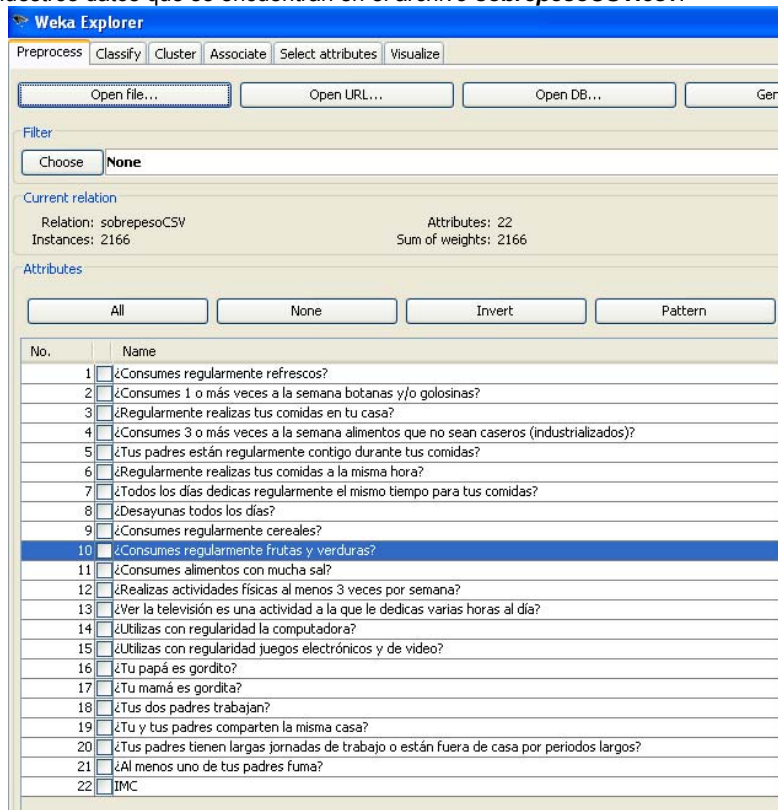 Weka Explorer
Preprocess Classify Cluster Associate Select attributes Visualize
Open file... Open URL... Open DB... Gen
Filter
Choose None
Current relation
Relation: sobrepesoCSV Attributes: 22
Instances: 2166 Sum of weights: 2166
Attributes
All None Invert Pattern
No. Name
1 ¿Consumes regularmente refrescos?
2 ¿Consumes 1 o más veces a la semana botanas y/o golosinas?
3 ¿Regularmente realizas tus comidas en tu casa?
4 ¿Consumes 3 o más veces a la semana alimentos que no sean caseros (industrializados)?
5 ¿Tus padres están regularmente contigo durante tus comidas?
6 ¿Regularmente realizas tus comidas a la misma hora?
7 ¿Todos los días dedicas regularmente el mismo tiempo para tus comidas?
8 ¿Desayunas todos los días?
9 ¿Consumes regularmente cereales?
10 ¿Consumes regularmente frutas y verduras?
11 ¿Consumes alimentos con mucha sal?
12 ¿Realizas actividades físicas al menos 3 veces por semana?
13 ¿Ver la televisión es una actividad a la que le dedicas varias horas al día?
14 ¿Utilizas con regularidad la computadora?
15 ¿Utilizas con regularidad juegos electrónicos y de video?
16 ¿Tu papá es gordito?
17 ¿Tu mamá es gordita?
18 ¿Tus dos padres trabajan?
19 ¿Tu y tus padres comparten la misma casa?
20 ¿Tus padres tienen largas jornadas de trabajo o están fuera de casa por periodos largos?
21 ¿Al menos uno de tus padres fuma?
22 IMC